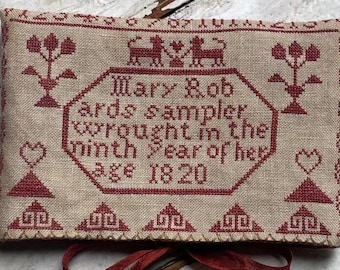 Mary Rob
ards sampler
wrought in the
ninth year of her
age 1820